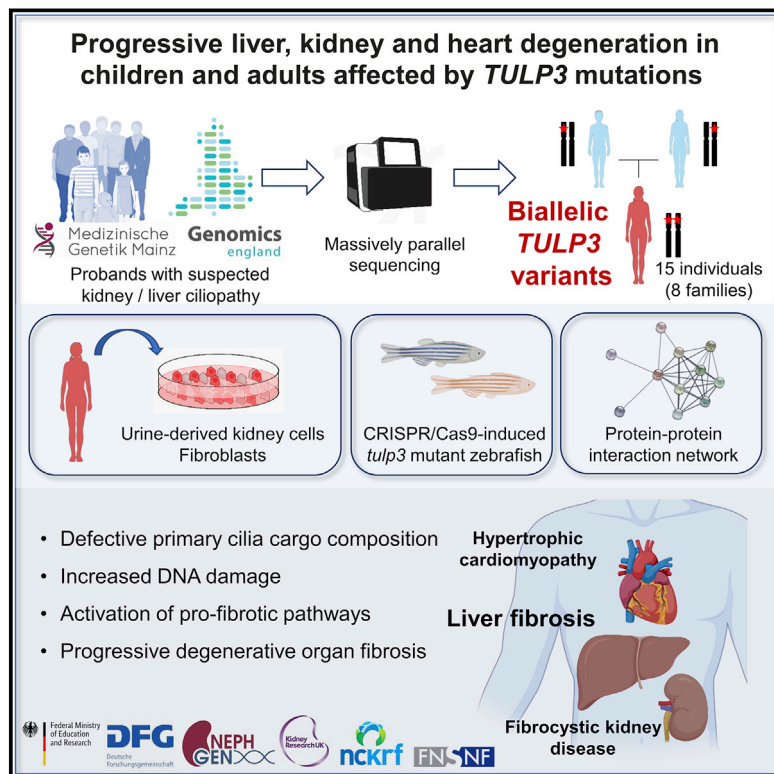 Progressive liver, kidney and heart degeneration in
children and adults affected by TULP3 mutations
Medizinische
Genetik Mainz
Genomics
england
Probands with suspected
kidney / liver ciliopathy
Massively parallel
sequencing
Biallelic
TULP3
variants
15 individuals
(8 families)
Urine-derived kidney cells
Fibroblasts
CRISPR/Cas9-induced
tulp3 mutant zebrafish
Protein-protein
interaction network
• Defective primary cilia cargo composition
• Increased DNA damage
• Activation of pro-fibrotic pathways
• Progressive degenerative organ fibrosis
Hypertrophic
cardiomyopathy
Liver fibrosis
Fibrocystic kidney
disease
Federal Ministry
of Education
and Research
DFG
Deutsche
Forschungsgemeinschaft
NEPH
GEN
Kidney
Research UK
nckrf
FNSNF